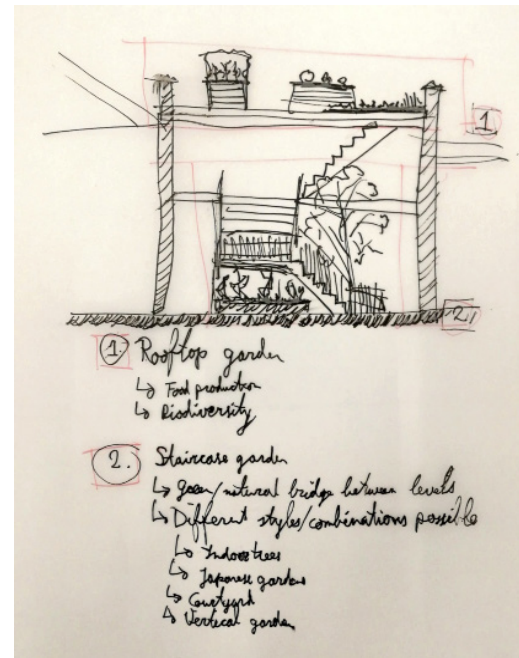 1
2.
1. Rooftop garden
↳ Food production
↳ Biodiversity
2. Staircase garden
↳ green/natural bridge between levels
↳ Different styles/combinations possible
↳ Indoor trees
↳ Japanese gardens
↳ Courtyard
↳ Vertical garden